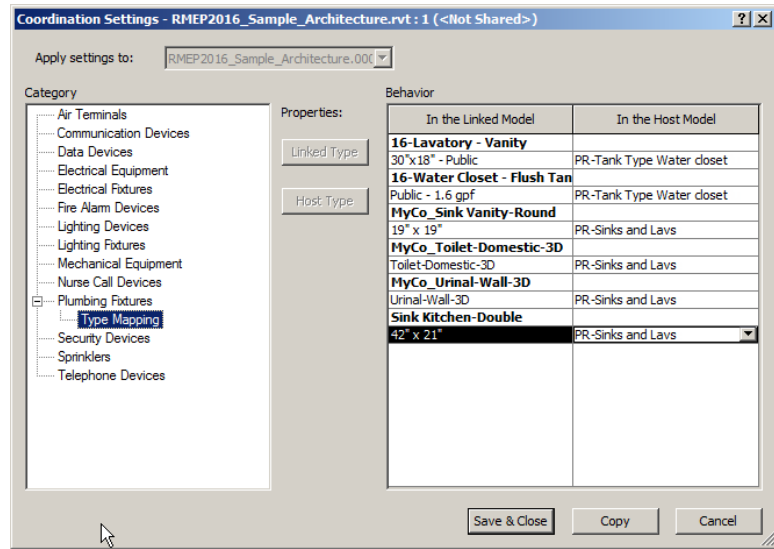 Coordination Settings - RMEP2016_Sample_Architecture.rvt : 1 (<Not Shared>)
Apply settings to: RMEP2016_Sample_Architecture.00(
Category
Air Terminals
Communication Devices
Data Devices
Electrical Equipment
Electrical Fixtures
Fire Alarm Devices
Lighting Devices
Lighting Fixtures
Mechanical Equipment
Nurse Call Devices
Plumbing Fixtures
Type Mapping
Security Devices
Sprinklers
Telephone Devices
Properties:
Linked Type
Host Type
Behavior
In the Linked Model In the Host Model
16-Lavatory - Vanity
30"x18" - Public PR-Tank Type Water closet
16-Water Closet - Flush Tan
Public - 1.6 gpf PR-Tank Type Water closet
MyCo_Sink Vanity-Round
19" x 19" PR-Sinks and Lavs
MyCo_Toilet-Domestic-3D
Toilet-Domestic-3D PR-Sinks and Lavs
MyCo_Urinal-Wall-3D
Urinal-Wall-3D PR-Sinks and Lavs
Sink Kitchen-Double
42" x 21" PR-Sinks and Lavs
Save & Close Copy Cancel